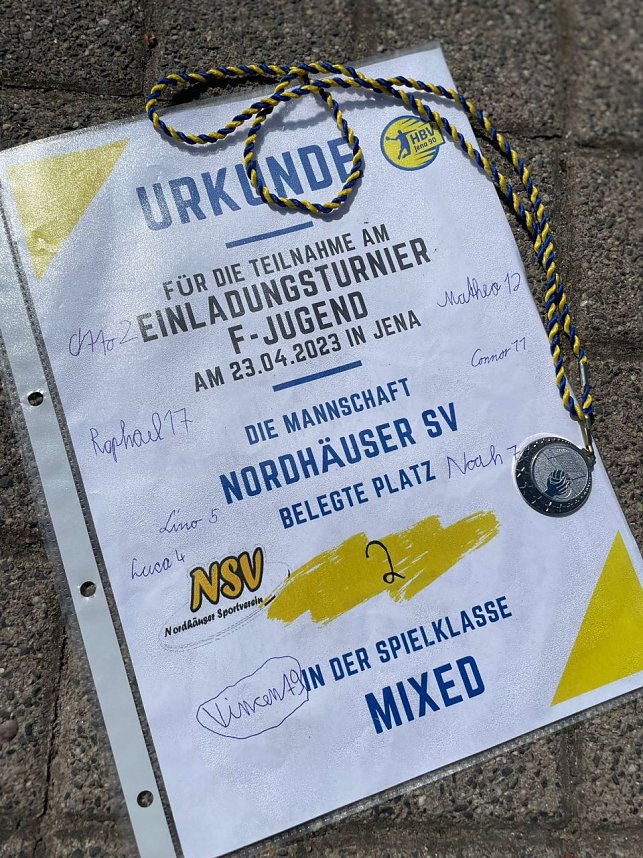 URKUNDE
HBV
Jena 90
FÜR DIE TEILNAHME AM
EINLADUNGSTURNIER
F-JUGEND
AM 23.04.2023 IN JENA
Otto 2
Matheo 12
Connor 11
Raphael 17
DIE MANNSCHAFT
NORDHÄUSER SV
BELEGTE PLATZ
Noah 7
Lino 5
Luca 4
NSV
Nordhäuser Sportverein
2
IN DER SPIELKLASSE
MIXED
Vincent 9